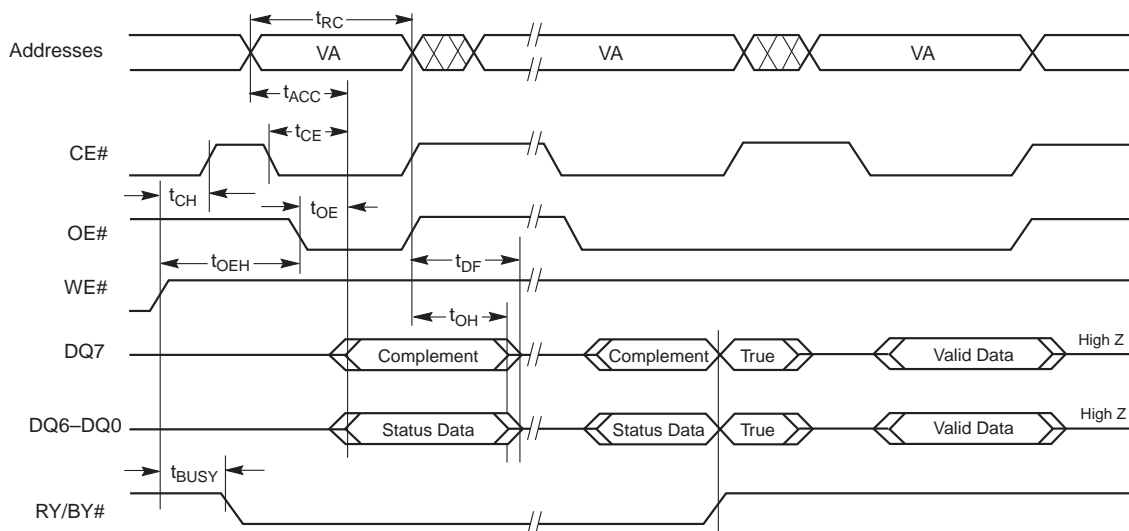 tRC
Addresses VA VA VA
tACC
tCE
CE#
tCH tOE
OE#
tOEH tDF
WE#
tOH
DQ7 Complement Complement True Valid Data High Z
DQ6–DQ0 Status Data Status Data True Valid Data High Z
tBUSY
RY/BY#